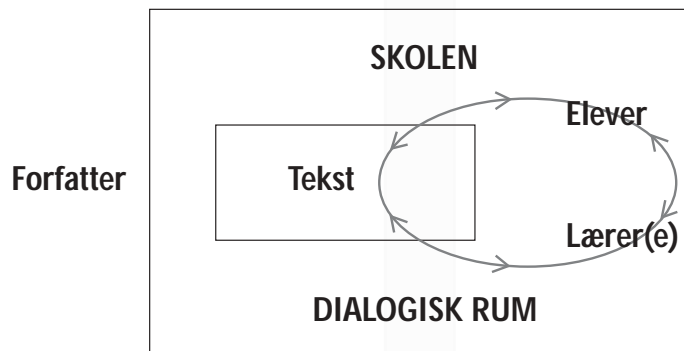 SKOLEN
Elever
Forfatter
Tekst
Lærer(e)
DIALOGISK RUM